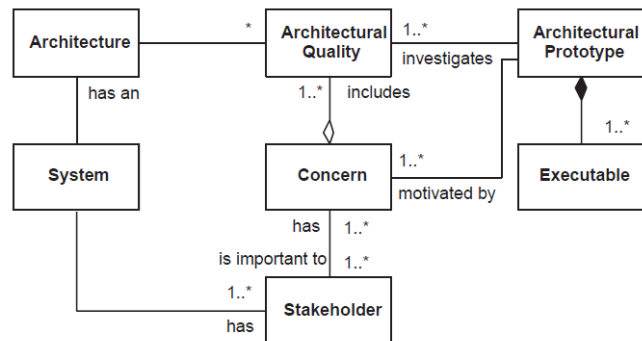 Architecture
*
Architectural
Quality
1..*
investigates
Architectural
Prototype
has an
1..*
includes
1..*
System
Concern
1..*
motivated by
Executable
has
1..*
is important to
1..*
1..*
has
Stakeholder